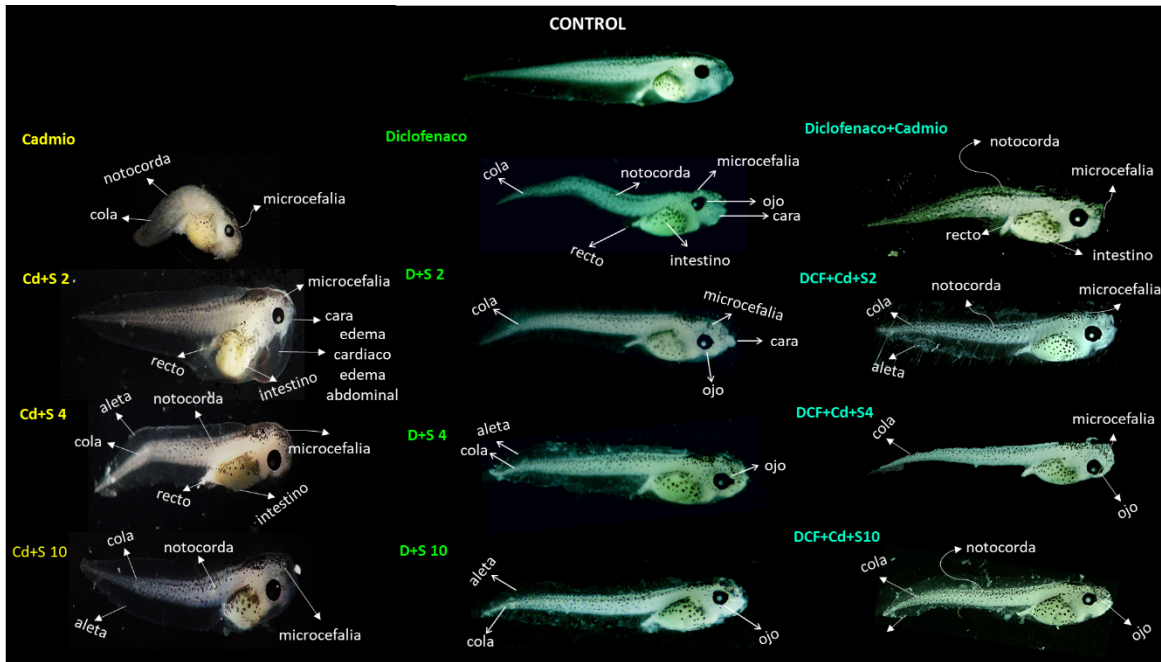 CONTROL
Cadmio
notocorda
cola
microcefalia
Diclofenaco
cola
notocorda
microcefalia
ojo
cara
recto
intestino
Diclofenaco+Cadmio
notocorda
microcefalia
recto
intestino
Cd+S 2
microcefalia
cara
edema
cardiaco
edema
abdominal
recto
intestino
D+S 2
cola
microcefalia
cara
ojo
DCF+Cd+S2
notocorda
microcefalia
cola
aleta
Cd+S 4
aleta
notocorda
cola
microcefalia
recto
intestino
D+S 4
aleta
cola
ojo
DCF+Cd+S4
cola
microcefalia
ojo
Cd+S 10
cola
notocorda
aleta
microcefalia
D+S 10
aleta
cola
ojo
DCF+Cd+S10
notocorda
cola
ojo